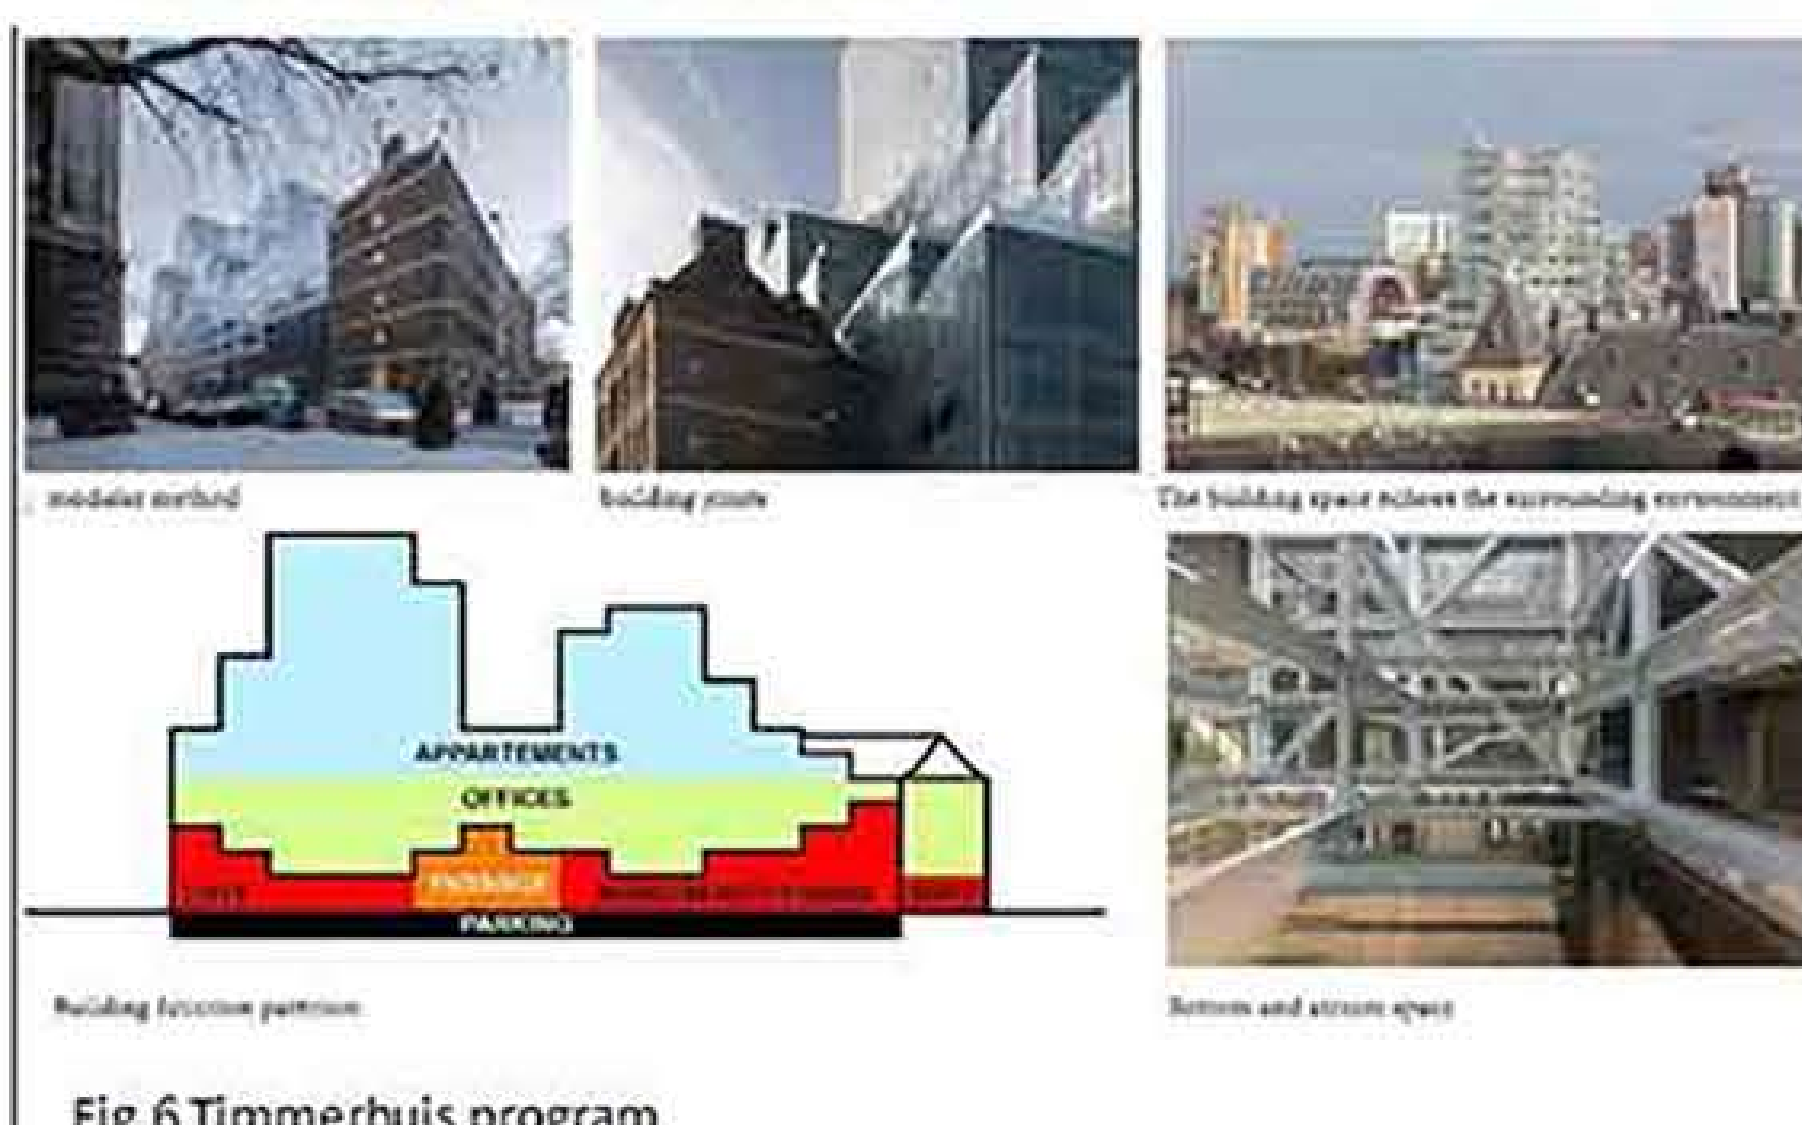 modular method
building
The building space echoes the surrounding environment
APPARTEMENTS
OFFICES
PASSAGE
PARKING
Building function partition
Bottom and atrium space
Fig.6 Timmerhuis program